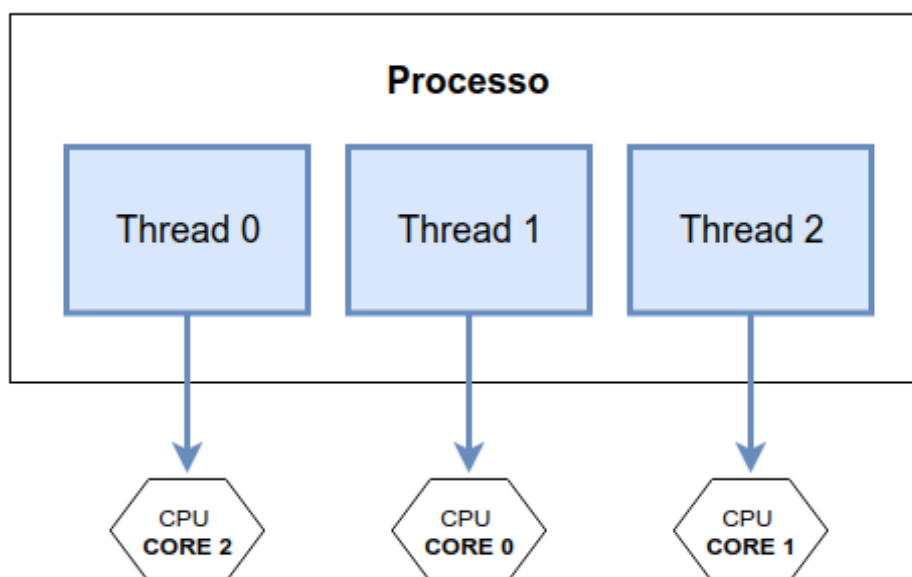 Processo
Thread 0
Thread 1
Thread 2
CPU
CORE 2
CPU
CORE 0
CPU
CORE 1